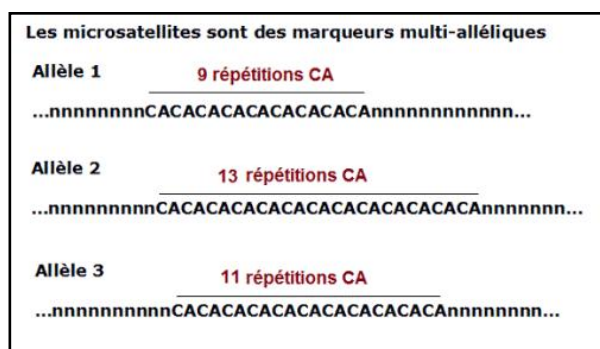 Les microsatellites sont des marqueurs multi-alléliques
Allèle 1
9 répétitions CA
...nnnnnnnnCACACACACACACACACAnnnnnnnnnnnn...
Allèle 2
13 répétitions CA
...nnnnnnnnnCACACACACACACACACACACACACAnnnnnnn...
Allèle 3
11 répétitions CA
...nnnnnnnnnnCACACACACACACACACACACAnnnnnnnn...